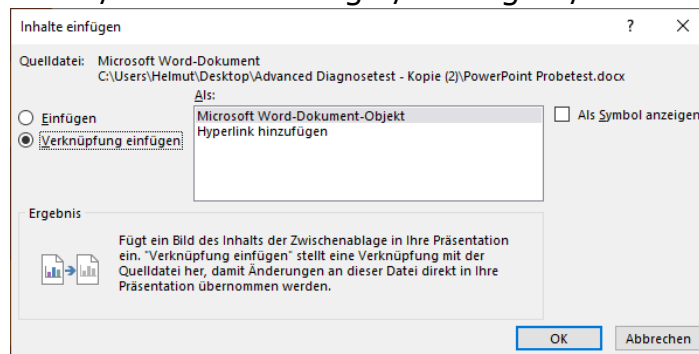 Inhalte einfügen ? ×
Quelldatei: Microsoft Word-Dokument
C:\Users\Helmut\Desktop\Advanced Diagnosetest - Kopie (2)\PowerPoint Probetest.docx
Als:
Einfügen
Verknüpfung einfügen
Microsoft Word-Dokument-Objekt
Hyperlink hinzufügen
Als Symbol anzeigen
Ergebnis
Fügt ein Bild des Inhalts der Zwischenablage in Ihre Präsentation
ein. "Verknüpfung einfügen" stellt eine Verknüpfung mit der
Quelldatei her, damit Änderungen an dieser Datei direkt in Ihre
Präsentation übernommen werden.
OK
Abbrechen